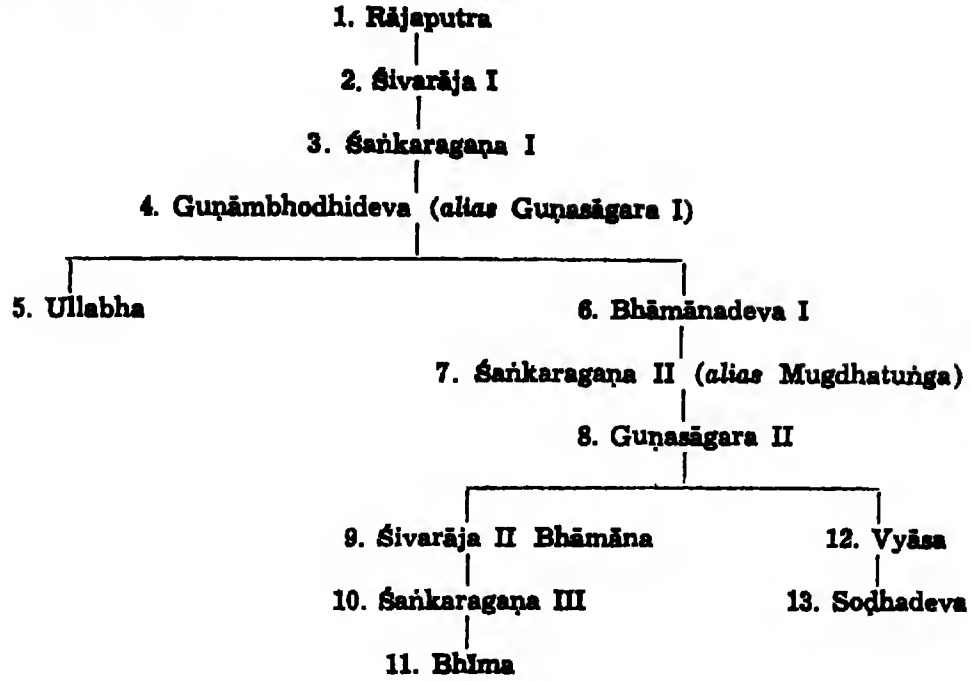 1. Rājaputra
2. Śivarāja I
3. Śaṅkaragaṇa I
4. Guṇāmbhodhideva (alias Guṇasāgara I)
5. Ullabha 6. Bhāmānadeva I
7. Śaṅkaragaṇa II (alias Mugdhatuṅga)
8. Guṇasāgara II
9. Śivarāja II Bhāmāna 12. Vyāsa
10. Śaṅkaragaṇa III 13. Soḍhadeva
11. Bhīma